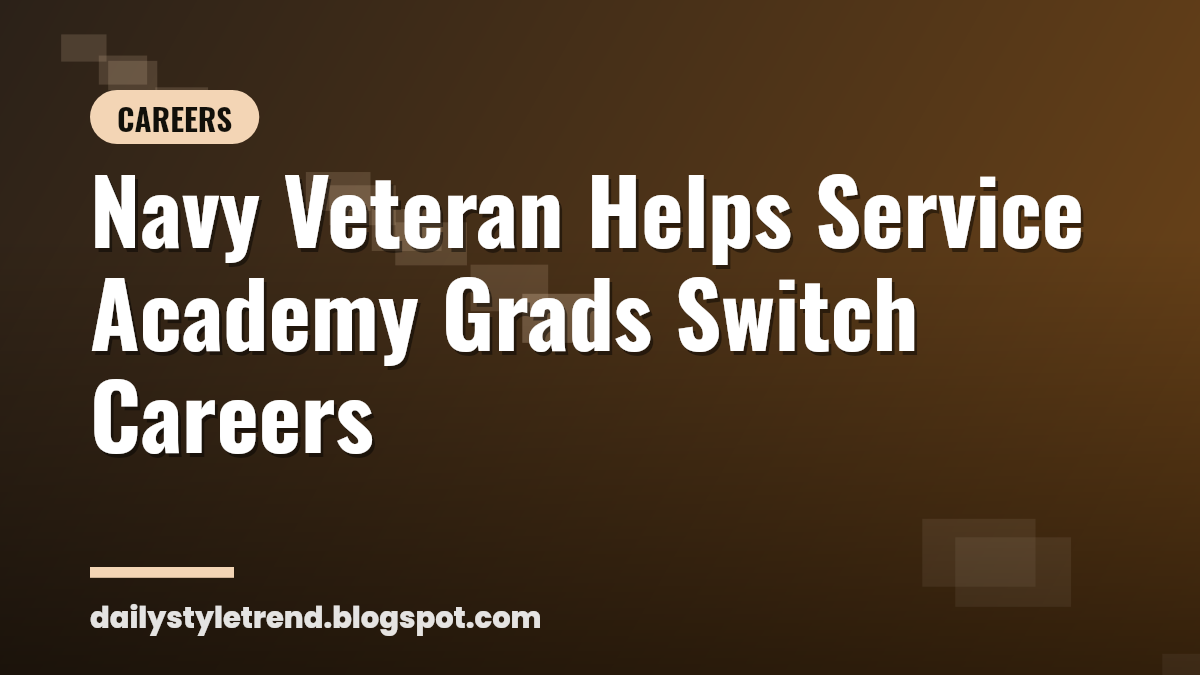 CAREERS
Navy Veteran Helps Service
Academy Grads Switch
Careers
dailystyletrend.blogspot.com